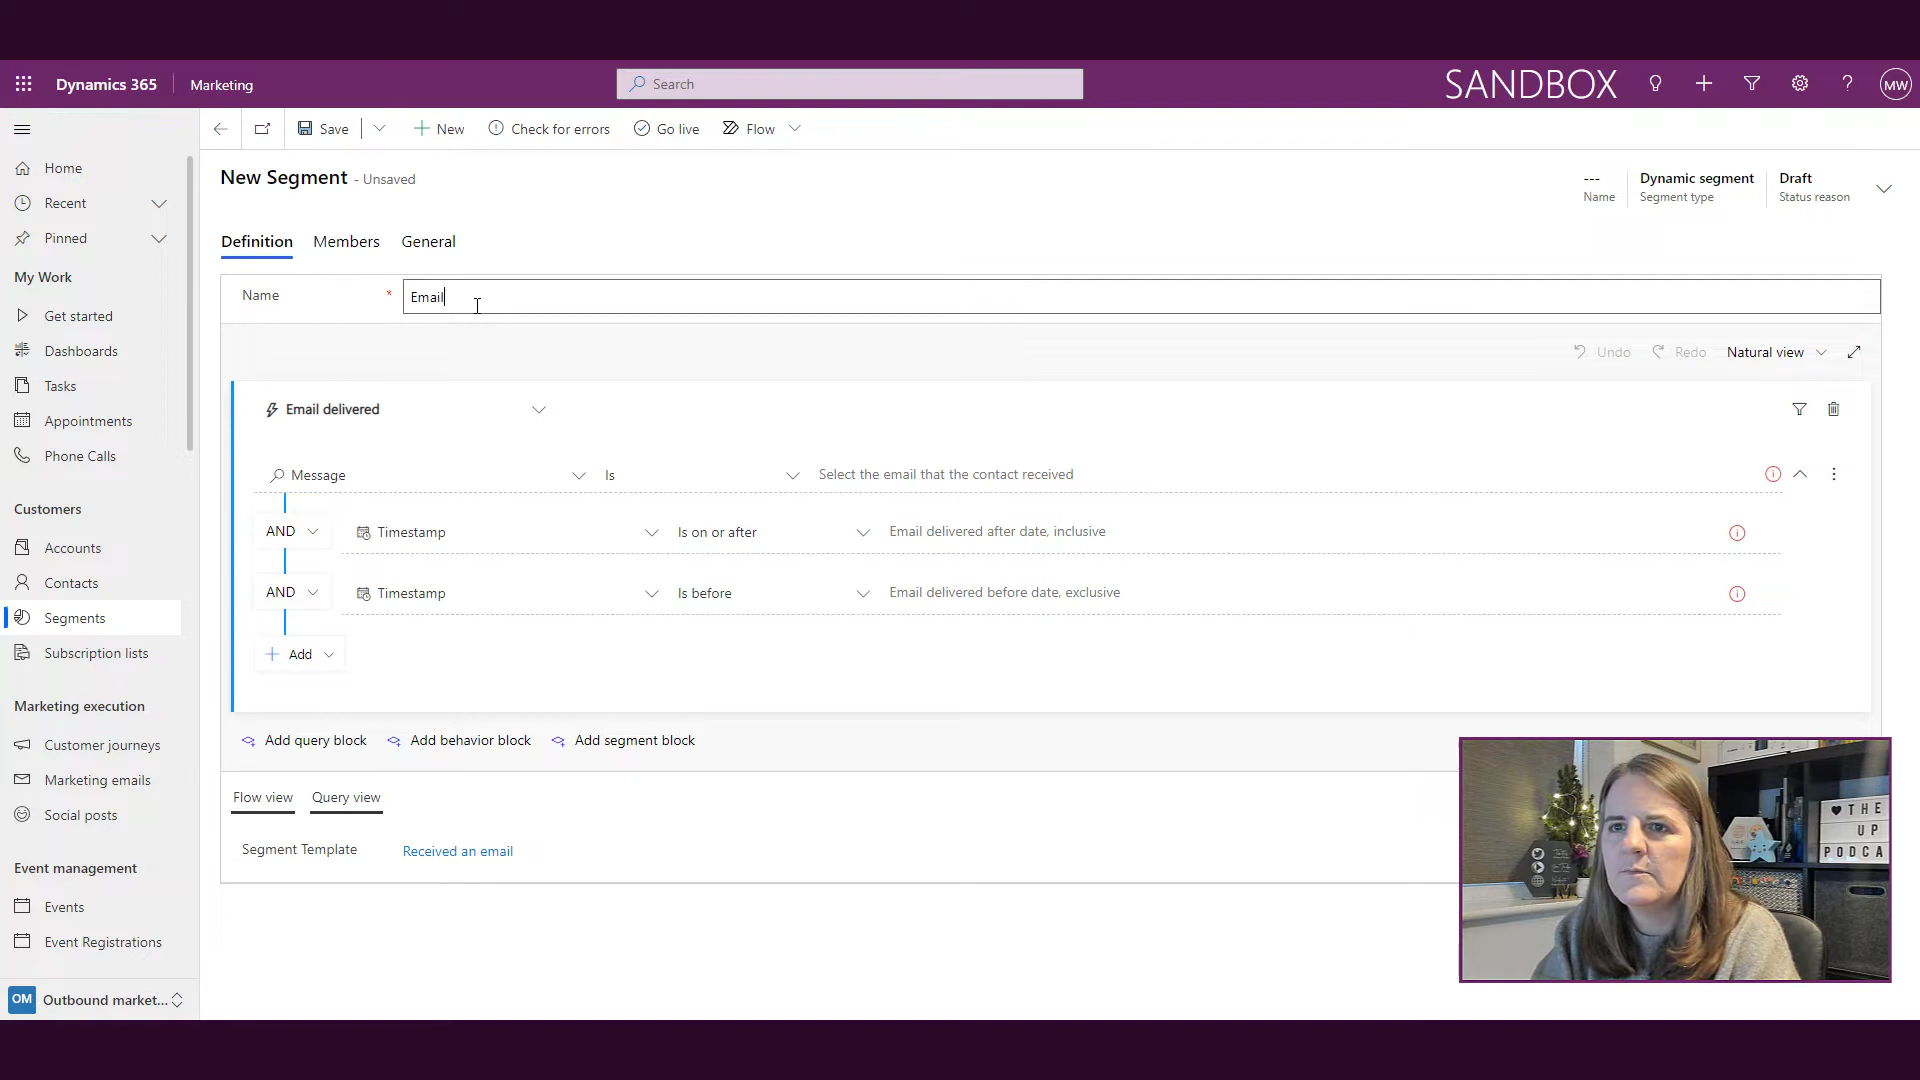 Dynamics 365
Marketing
Search
SANDBOX
MW
Save
New
Check for errors
Go live
Flow
Home
Recent
Pinned
My Work
Get started
Dashboards
Tasks
Appointments
Phone Calls
Customers
Accounts
Contacts
Segments
Subscription lists
Marketing execution
Customer journeys
Marketing emails
Social posts
Event management
Events
Event Registrations
OM Outbound market...
New Segment - Unsaved
---
Name
Dynamic segment
Segment type
Draft
Status reason
Definition Members General
Name * Email
Undo Redo Natural view
Email delivered
Message Is Select the email that the contact received
AND Timestamp Is on or after Email delivered after date, inclusive
AND Timestamp Is before Email delivered before date, exclusive
Add
Add query block Add behavior block Add segment block
Flow view Query view
Segment Template Received an email
THE
UP
PODCA